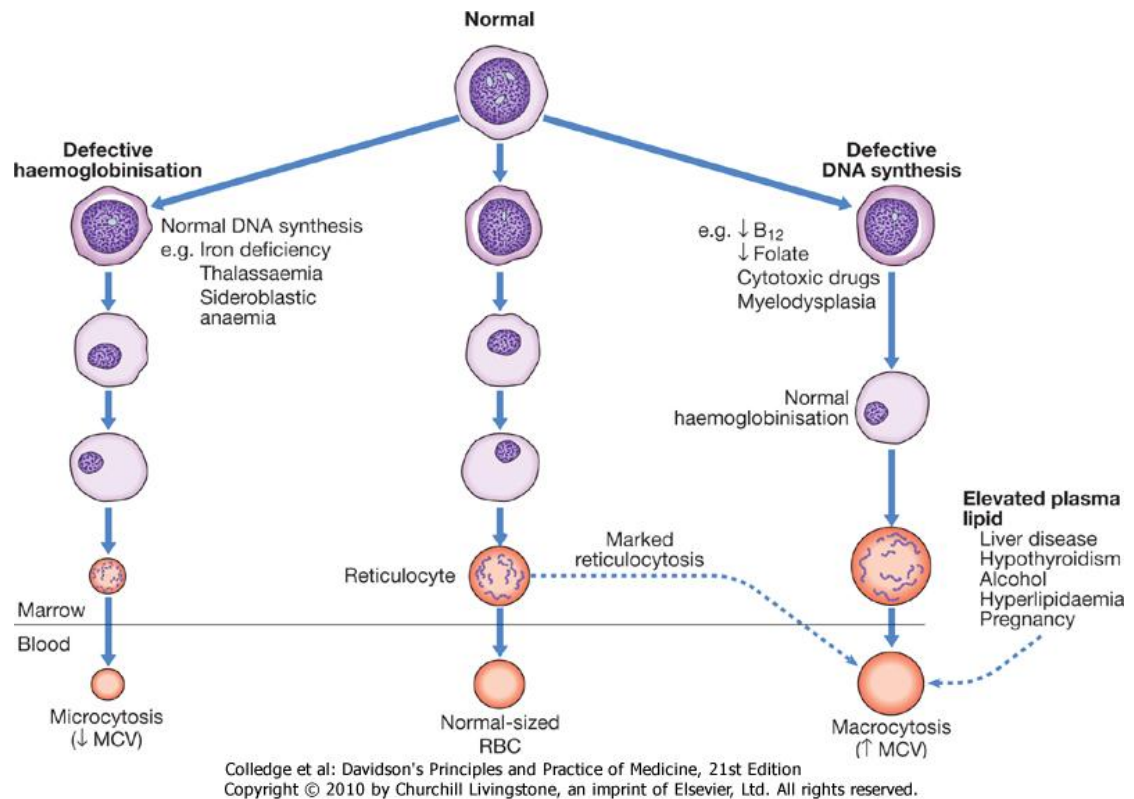 Normal
Defective
haemoglobinisation
Normal DNA synthesis
e.g. Iron deficiency
Thalassaemia
Sideroblastic
anaemia
Defective
DNA synthesis
e.g. ↓ B₁₂
↓ Folate
Cytotoxic drugs
Myelodysplasia
Normal
haemoglobinisation
Elevated plasma
lipid
Liver disease
Hypothyroidism
Alcohol
Hyperlipidaemia
Pregnancy
Marked
reticulocytosis
Reticulocyte
Marrow
Blood
Microcytosis
(↓ MCV)
Normal-sized
RBC
Macrocytosis
(↑ MCV)
Colledge et al: Davidson's Principles and Practice of Medicine, 21st Edition
Copyright © 2010 by Churchill Livingstone, an imprint of Elsevier, Ltd. All rights reserved.